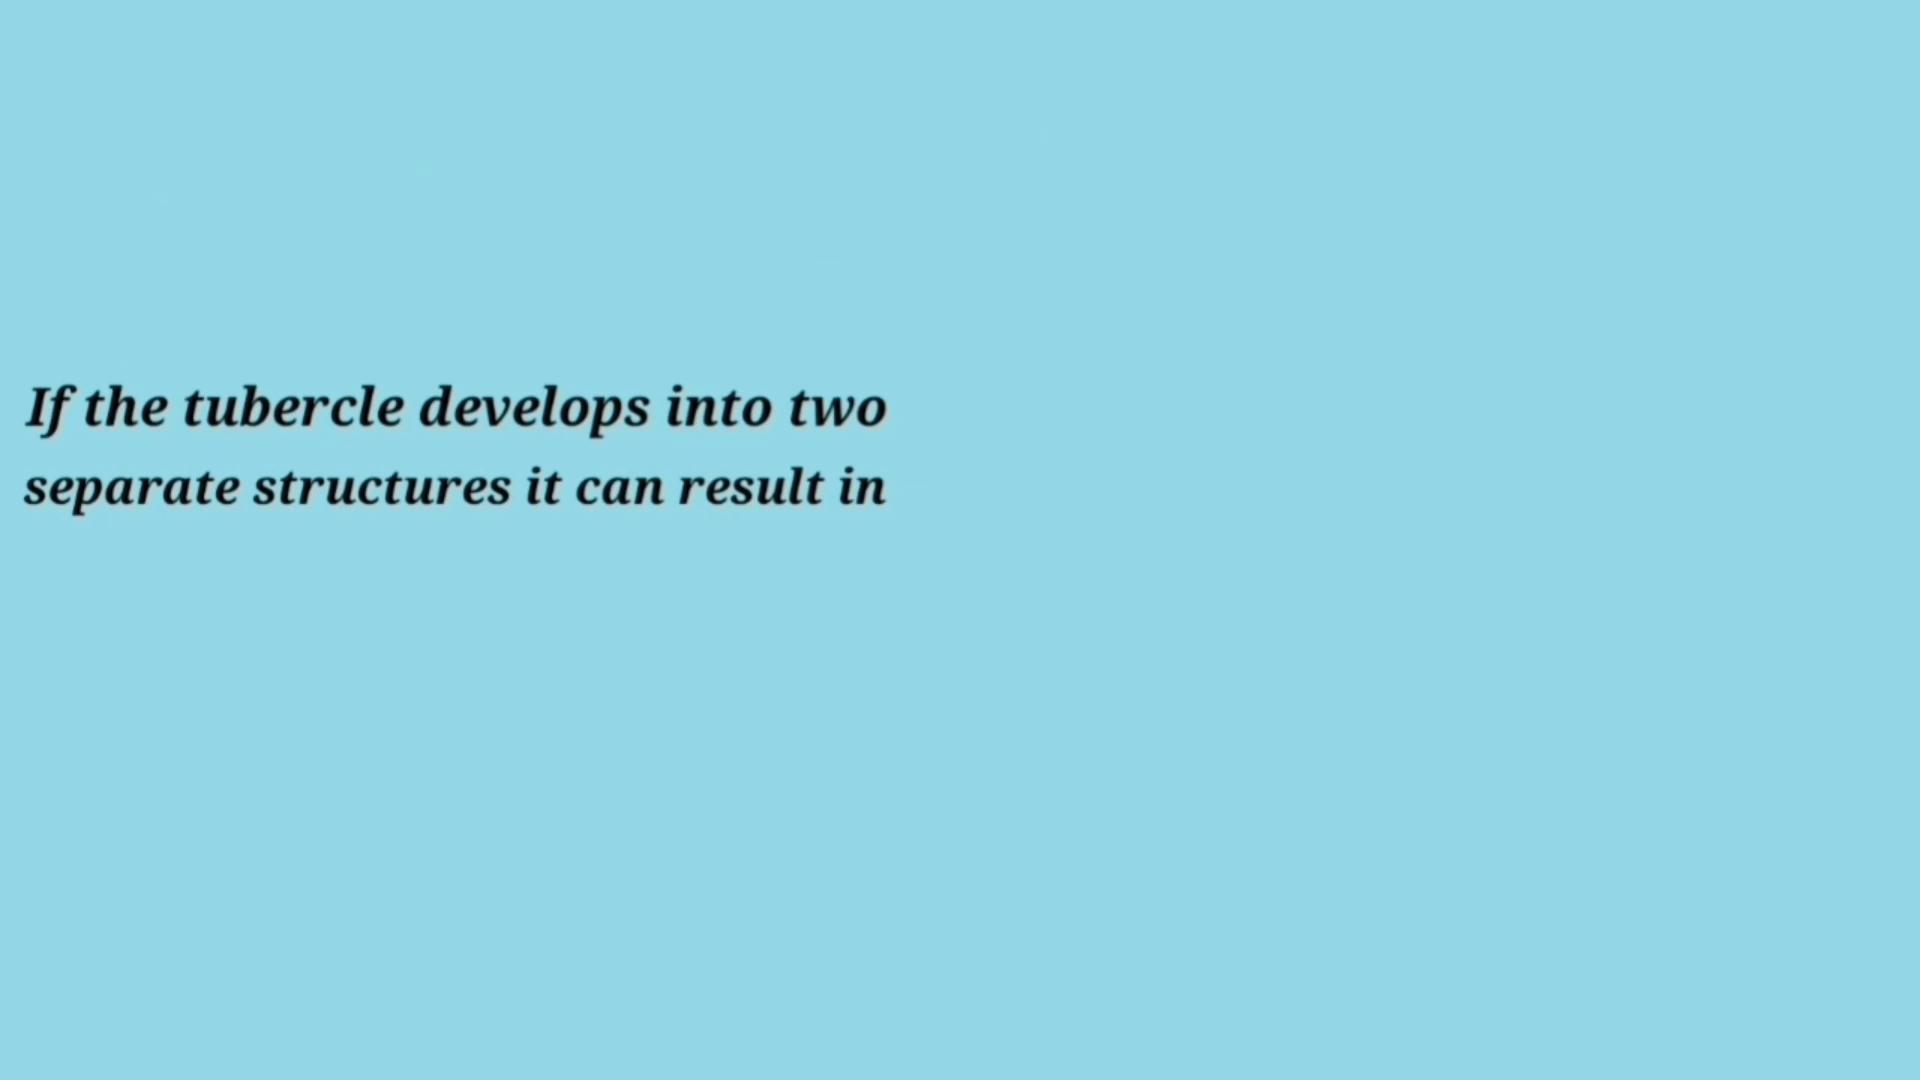 If the tubercle develops into two
separate structures it can result in